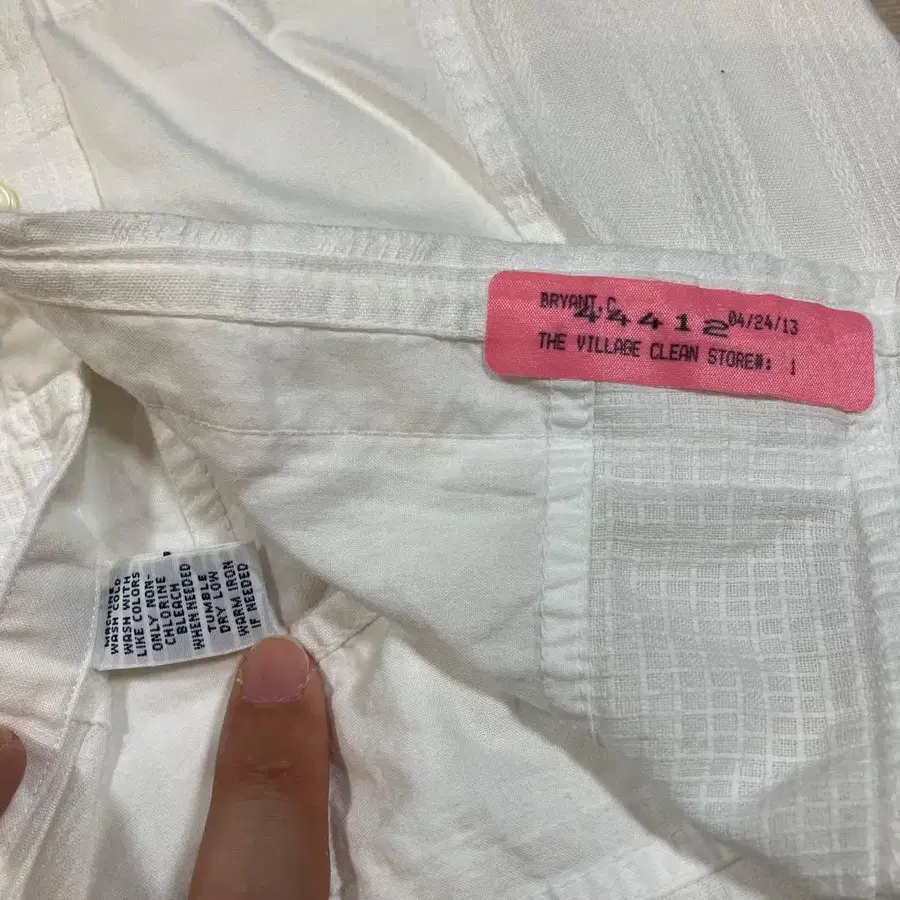 BRYANT, C
44412 04/24/13
THE VILLAGE CLEAN STORE#: 1
MACHINE
WASH COLD
WASH WITH
LIKE COLORS
ONLY NON-
CHLORINE
BLEACH
WHEN NEEDED
TUMBLE
DRY LOW
WARM IRON
IF NEEDED